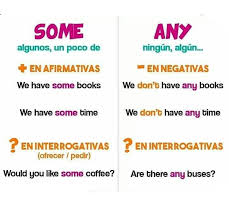 SOME
algunos, un poco de
+ EN AFIRMATIVAS
We have some books
We have some time
? EN INTERROGATIVAS
(ofrecer / pedir)
Would you like some coffee?
ANY
ningún, algún...
- EN NEGATIVAS
We don't have any books
We don't have any time
? EN INTERROGATIVAS
Are there any buses?